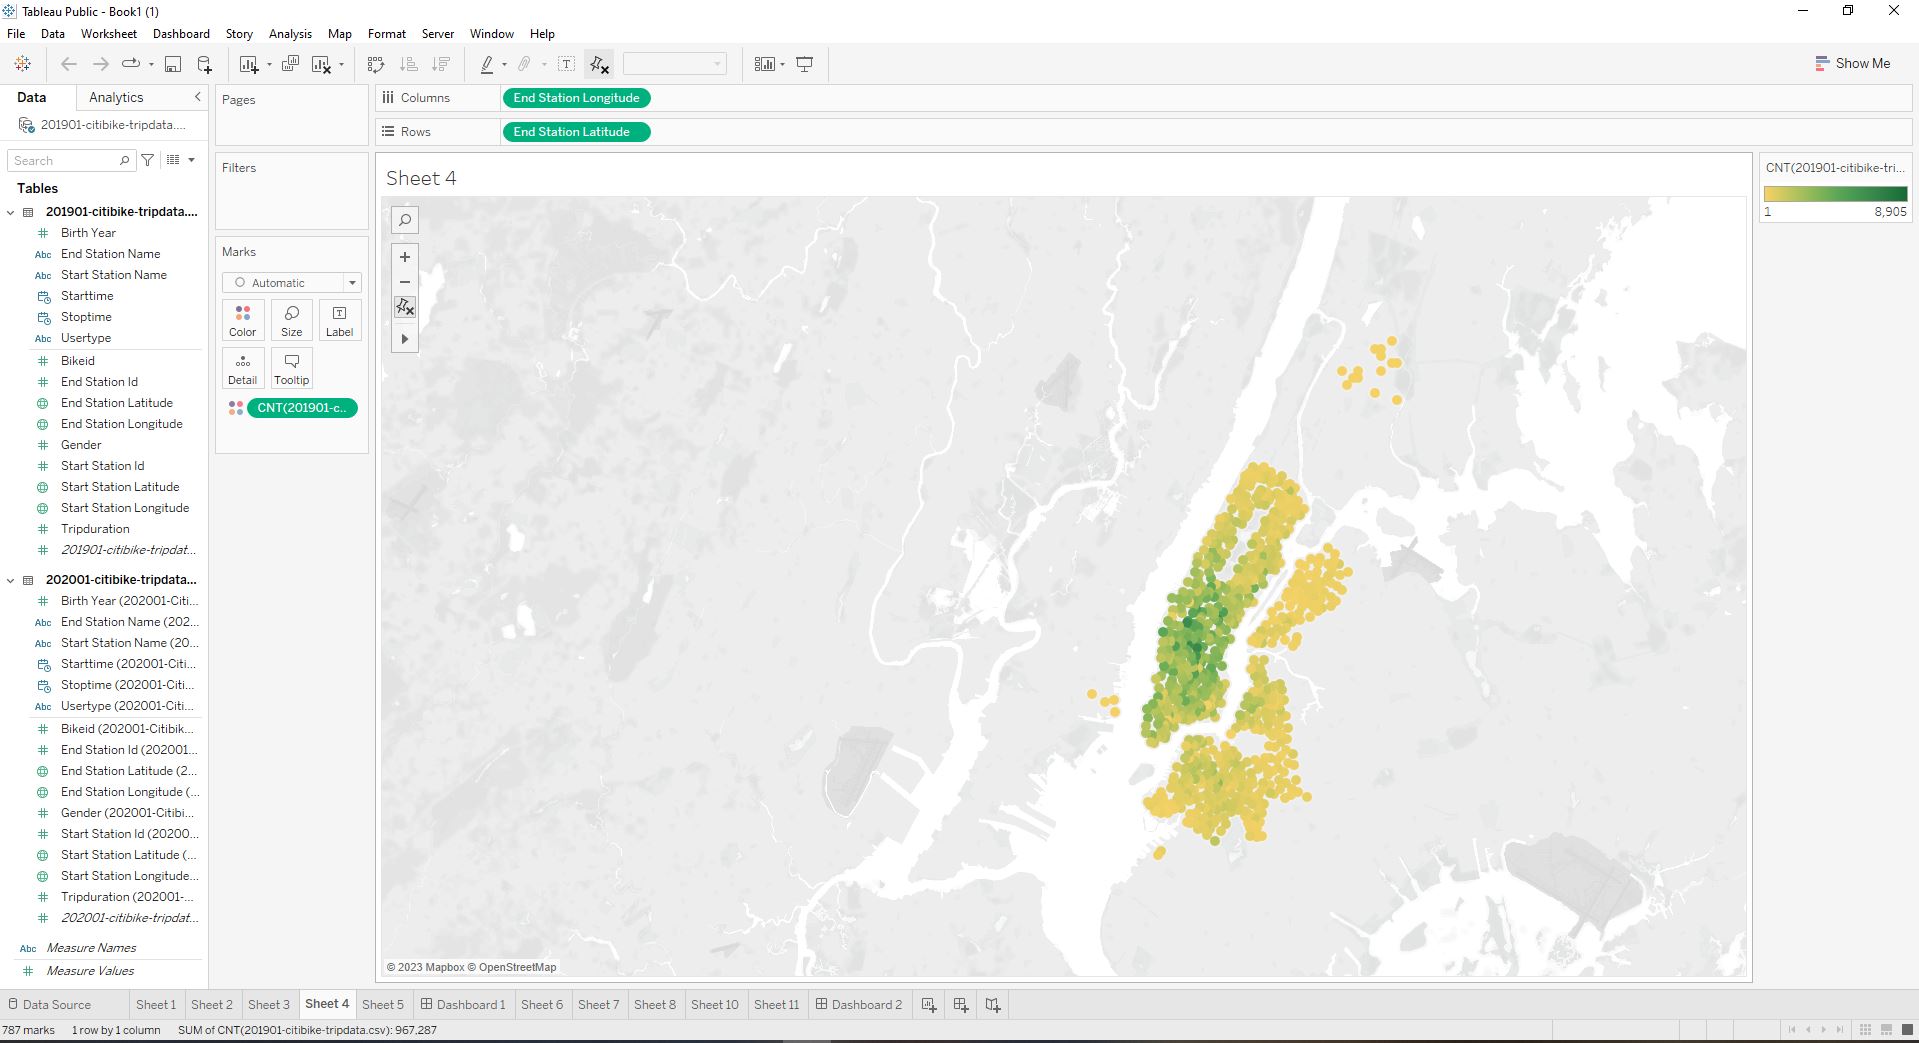 Tableau Public - Book1 (1)
File Data Worksheet Dashboard Story Analysis Map Format Server Window Help
Show Me
Data Analytics
201901-citibike-tripdata....
Search
Tables
201901-citibike-tripdata....
# Birth Year
Abc End Station Name
Abc Start Station Name
Starttime
Stoptime
Abc Usertype
# Bikeid
# End Station Id
End Station Latitude
End Station Longitude
# Gender
# Start Station Id
Start Station Latitude
Start Station Longitude
# Tripduration
# 201901-citibike-tripdat...
202001-citibike-tripdata...
# Birth Year (202001-Citi...
Abc End Station Name (202...
Abc Start Station Name (20...
Starttime (202001-Citi...
Stoptime (202001-Citi...
Abc Usertype (202001-Citi...
# Bikeid (202001-Citibik...
# End Station Id (202001...
End Station Latitude (2...
End Station Longitude (...
# Gender (202001-Citibi...
# Start Station Id (20200...
Start Station Latitude (...
Start Station Longitude...
# Tripduration (202001-...
# 202001-citibike-tripdat...
Abc Measure Names
# Measure Values
Pages
Filters
Marks
Automatic
Color Size Label
Detail Tooltip
CNT(201901-c..
Columns End Station Longitude
Rows End Station Latitude
Sheet 4
© 2023 Mapbox © OpenStreetMap
CNT(201901-citibike-tri...
1 8,905
Data Source Sheet 1 Sheet 2 Sheet 3 Sheet 4 Sheet 5 Dashboard 1 Sheet 6 Sheet 7 Sheet 8 Sheet 10 Sheet 11 Dashboard 2
787 marks 1 row by 1 column SUM of CNT(201901-citibike-tripdata.csv): 967,287